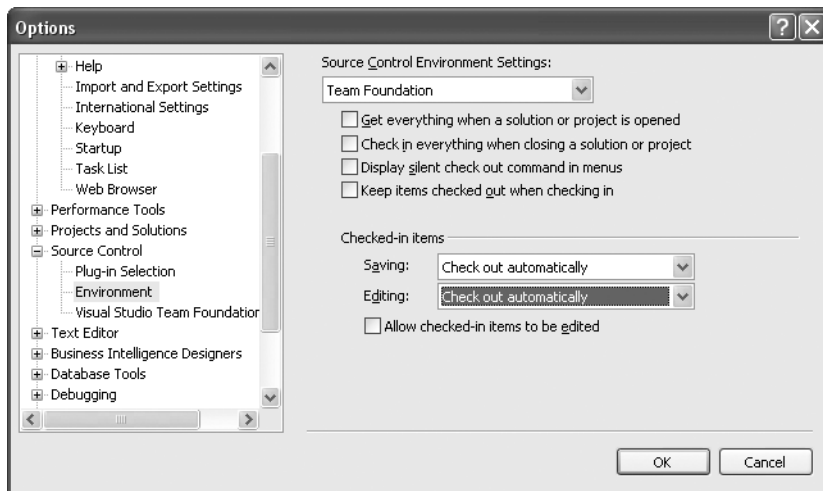 Options
Help
Import and Export Settings
International Settings
Keyboard
Startup
Task List
Web Browser
Performance Tools
Projects and Solutions
Source Control
Plug-in Selection
Environment
Visual Studio Team Foundation
Text Editor
Business Intelligence Designers
Database Tools
Debugging
Source Control Environment Settings:
Team Foundation
Get everything when a solution or project is opened
Check in everything when closing a solution or project
Display silent check out command in menus
Keep items checked out when checking in
Checked-in items
Saving: Check out automatically
Editing: Check out automatically
Allow checked-in items to be edited
OK Cancel